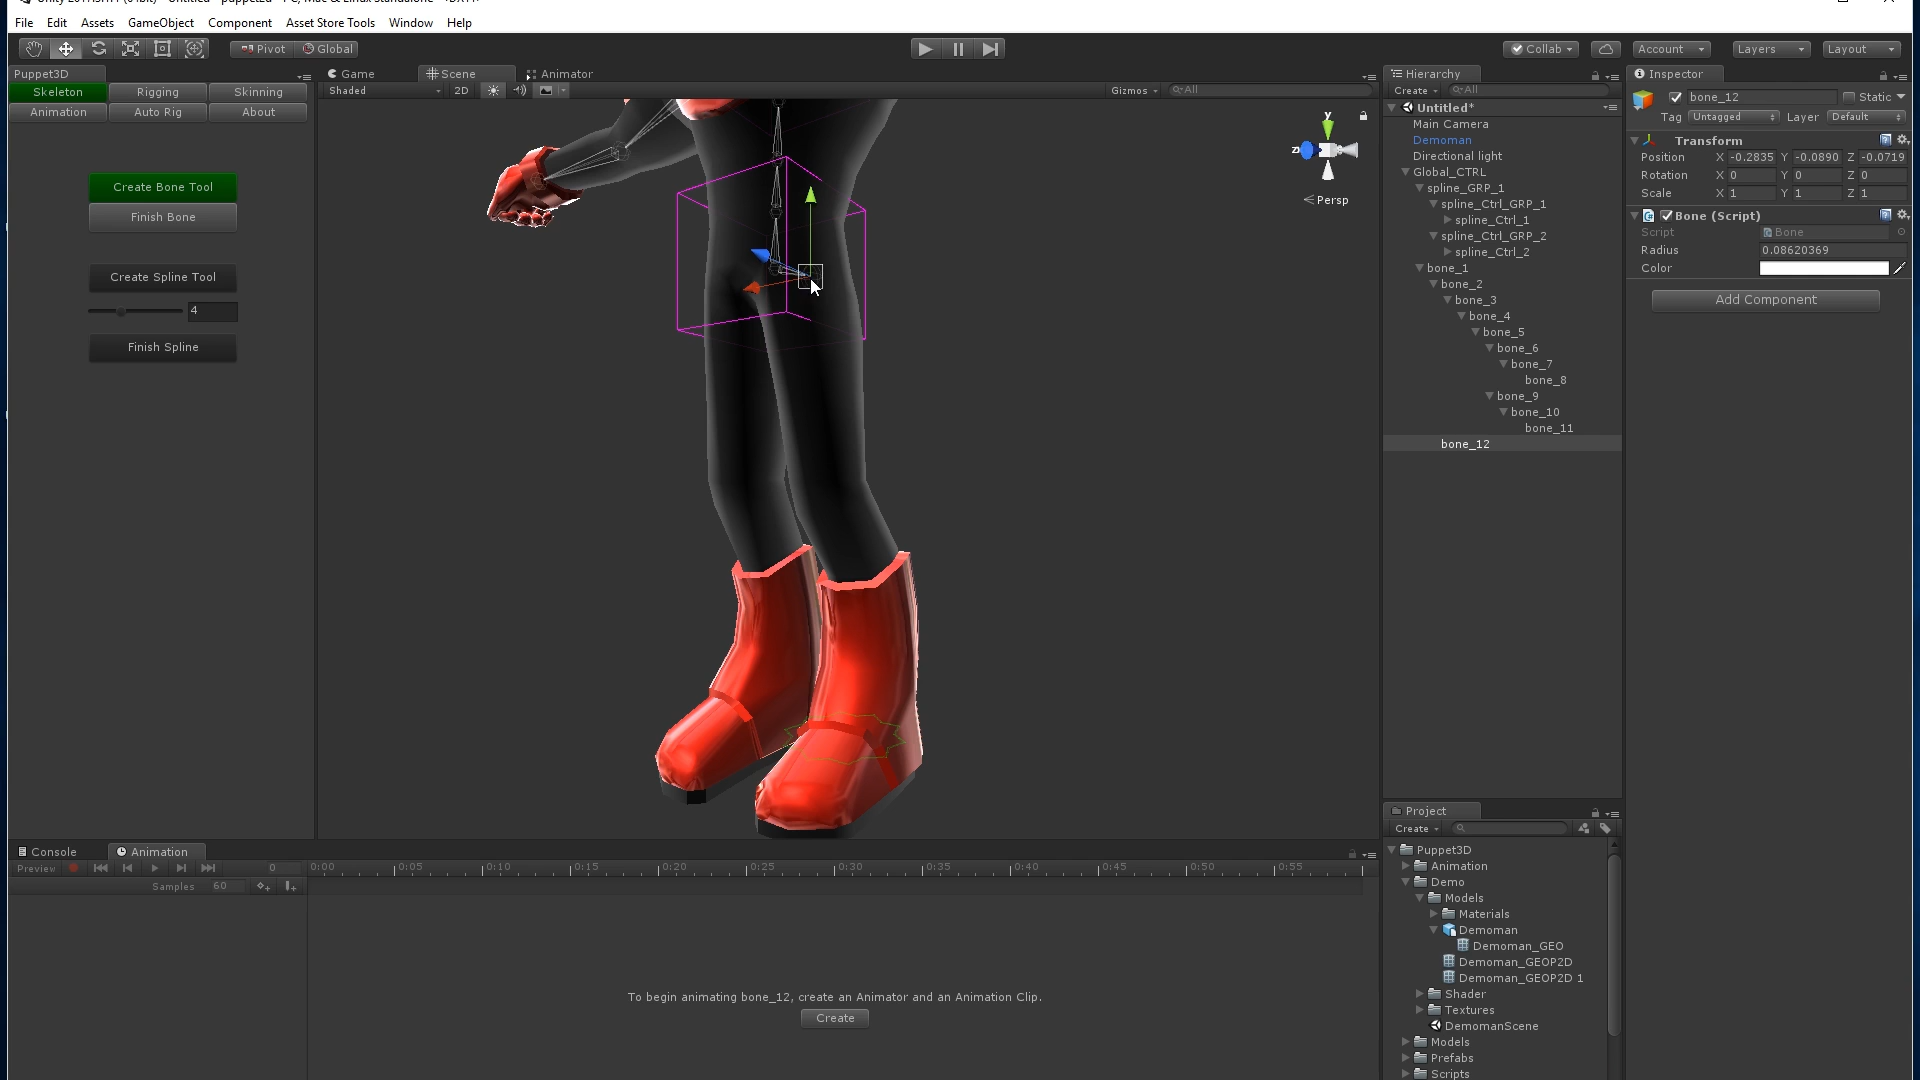 File Edit Assets GameObject Component Asset Store Tools Window Help
Pivot Global Collab Account Layers Layout
Puppet3D
Skeleton Rigging Skinning
Animation Auto Rig About
Create Bone Tool
Finish Bone
Create Spline Tool
4
Finish Spline
Game Scene Animator
Shaded 2D Gizmos All
y
z
Persp
Hierarchy
Create All
Untitled*
Main Camera
Demoman
Directional light
Global_CTRL
spline_GRP_1
spline_Ctrl_GRP_1
spline_Ctrl_1
spline_Ctrl_GRP_2
spline_Ctrl_2
bone_1
bone_2
bone_3
bone_4
bone_5
bone_6
bone_7
bone_8
bone_9
bone_10
bone_11
bone_12
Inspector
bone_12 Static
Tag Untagged Layer Default
Transform
Position X -0.2835 Y -0.0890 Z -0.0719
Rotation X 0 Y 0 Z 0
Scale X 1 Y 1 Z 1
Bone (Script)
Script Bone
Radius 0.08620369
Color
Add Component
Console Animation
Preview 0 0:00 0:05 0:10 0:15 0:20 0:25 0:30 0:35 0:40 0:45 0:50 0:55
Samples 60
To begin animating bone_12, create an Animator and an Animation Clip.
Create
Project
Create
Puppet3D
Animation
Demo
Models
Materials
Demoman
Demoman_GEO
Demoman_GEOP2D
Demoman_GEOP2D 1
Shader
Textures
DemomanScene
Models
Prefabs
Scripts